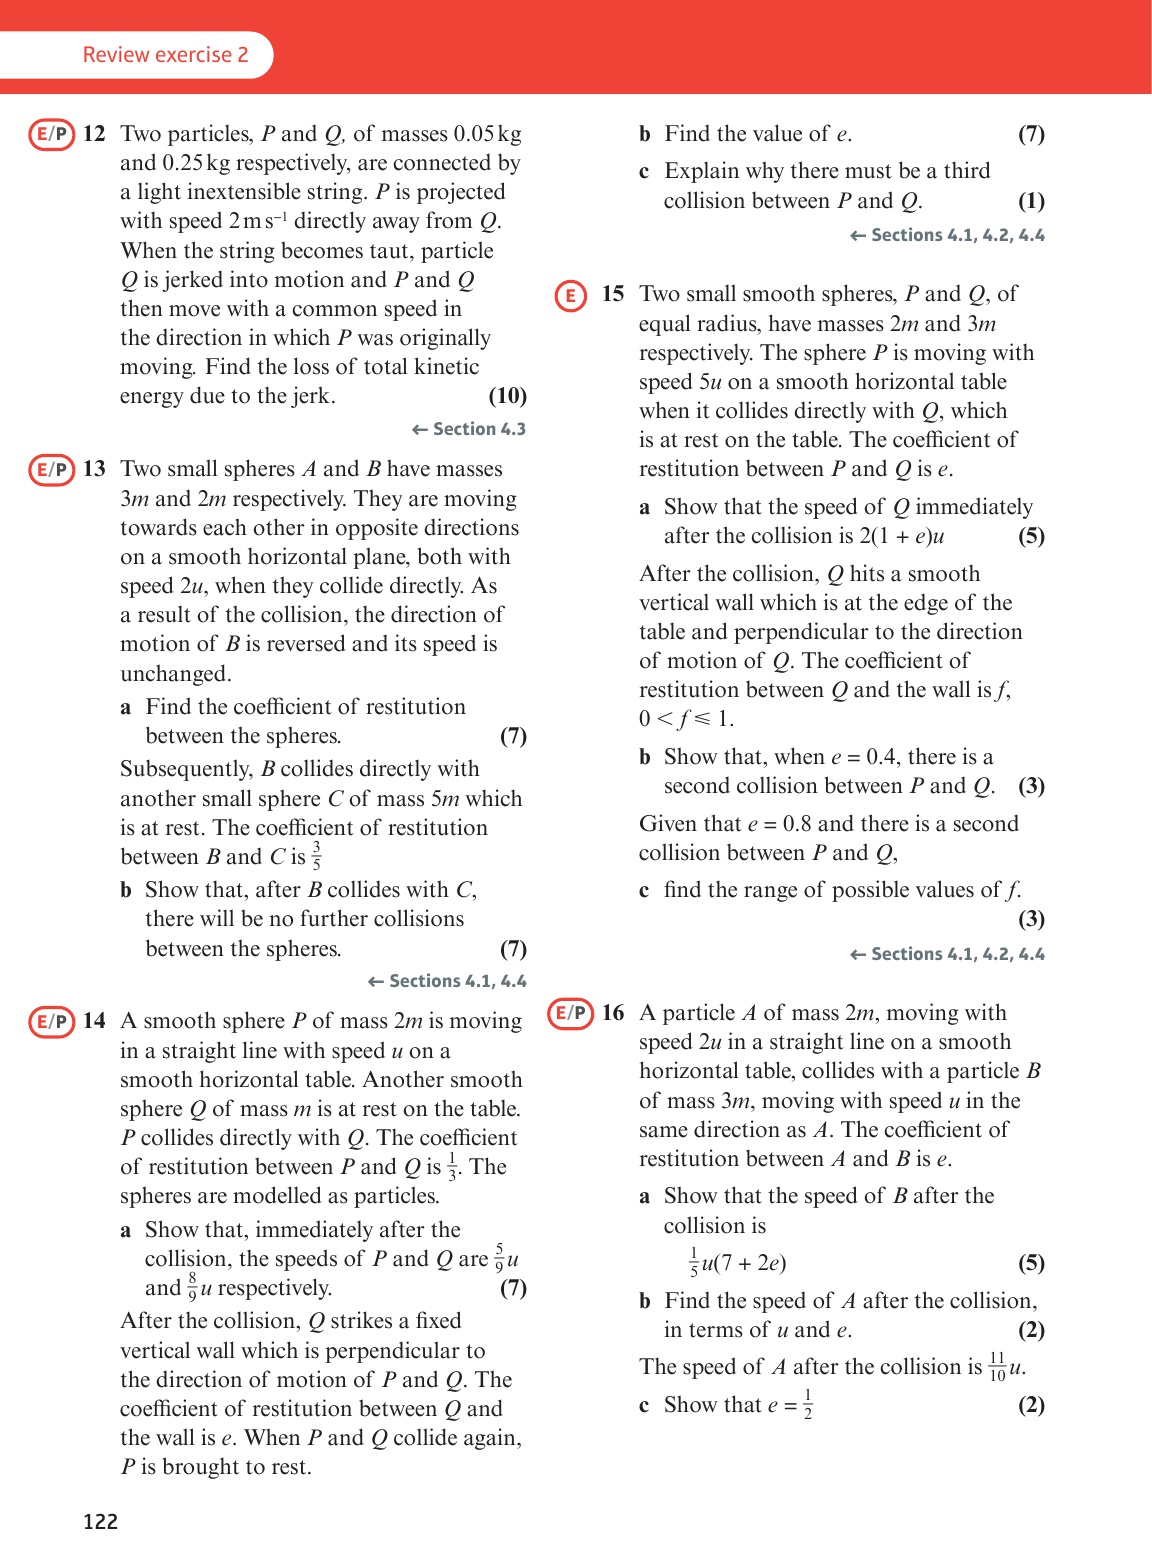 Review exercise 2
E/P 12 Two particles, P and Q, of masses 0.05 kg
and 0.25 kg respectively, are connected by
a light inextensible string. P is projected
with speed 2 m s⁻¹ directly away from Q.
When the string becomes taut, particle
Q is jerked into motion and P and Q
then move with a common speed in
the direction in which P was originally
moving. Find the loss of total kinetic
energy due to the jerk. (10)
← Section 4.3
E/P 13 Two small spheres A and B have masses
3m and 2m respectively. They are moving
towards each other in opposite directions
on a smooth horizontal plane, both with
speed 2u, when they collide directly. As
a result of the collision, the direction of
motion of B is reversed and its speed is
unchanged.
a Find the coefficient of restitution
between the spheres. (7)
Subsequently, B collides directly with
another small sphere C of mass 5m which
is at rest. The coefficient of restitution
between B and C is 3/5
b Show that, after B collides with C,
there will be no further collisions
between the spheres. (7)
← Sections 4.1, 4.4
E/P 14 A smooth sphere P of mass 2m is moving
in a straight line with speed u on a
smooth horizontal table. Another smooth
sphere Q of mass m is at rest on the table.
P collides directly with Q. The coefficient
of restitution between P and Q is 1/3. The
spheres are modelled as particles.
a Show that, immediately after the
collision, the speeds of P and Q are 5/9 u
and 8/9 u respectively. (7)
After the collision, Q strikes a fixed
vertical wall which is perpendicular to
the direction of motion of P and Q. The
coefficient of restitution between Q and
the wall is e. When P and Q collide again,
P is brought to rest.
b Find the value of e. (7)
c Explain why there must be a third
collision between P and Q. (1)
← Sections 4.1, 4.2, 4.4
E 15 Two small smooth spheres, P and Q, of
equal radius, have masses 2m and 3m
respectively. The sphere P is moving with
speed 5u on a smooth horizontal table
when it collides directly with Q, which
is at rest on the table. The coefficient of
restitution between P and Q is e.
a Show that the speed of Q immediately
after the collision is 2(1 + e)u (5)
After the collision, Q hits a smooth
vertical wall which is at the edge of the
table and perpendicular to the direction
of motion of Q. The coefficient of
restitution between Q and the wall is f,
0 < f ⩽ 1.
b Show that, when e = 0.4, there is a
second collision between P and Q. (3)
Given that e = 0.8 and there is a second
collision between P and Q,
c find the range of possible values of f.
(3)
← Sections 4.1, 4.2, 4.4
E/P 16 A particle A of mass 2m, moving with
speed 2u in a straight line on a smooth
horizontal table, collides with a particle B
of mass 3m, moving with speed u in the
same direction as A. The coefficient of
restitution between A and B is e.
a Show that the speed of B after the
collision is
1/5 u(7 + 2e) (5)
b Find the speed of A after the collision,
in terms of u and e. (2)
The speed of A after the collision is 11/10 u.
c Show that e = 1/2 (2)
122